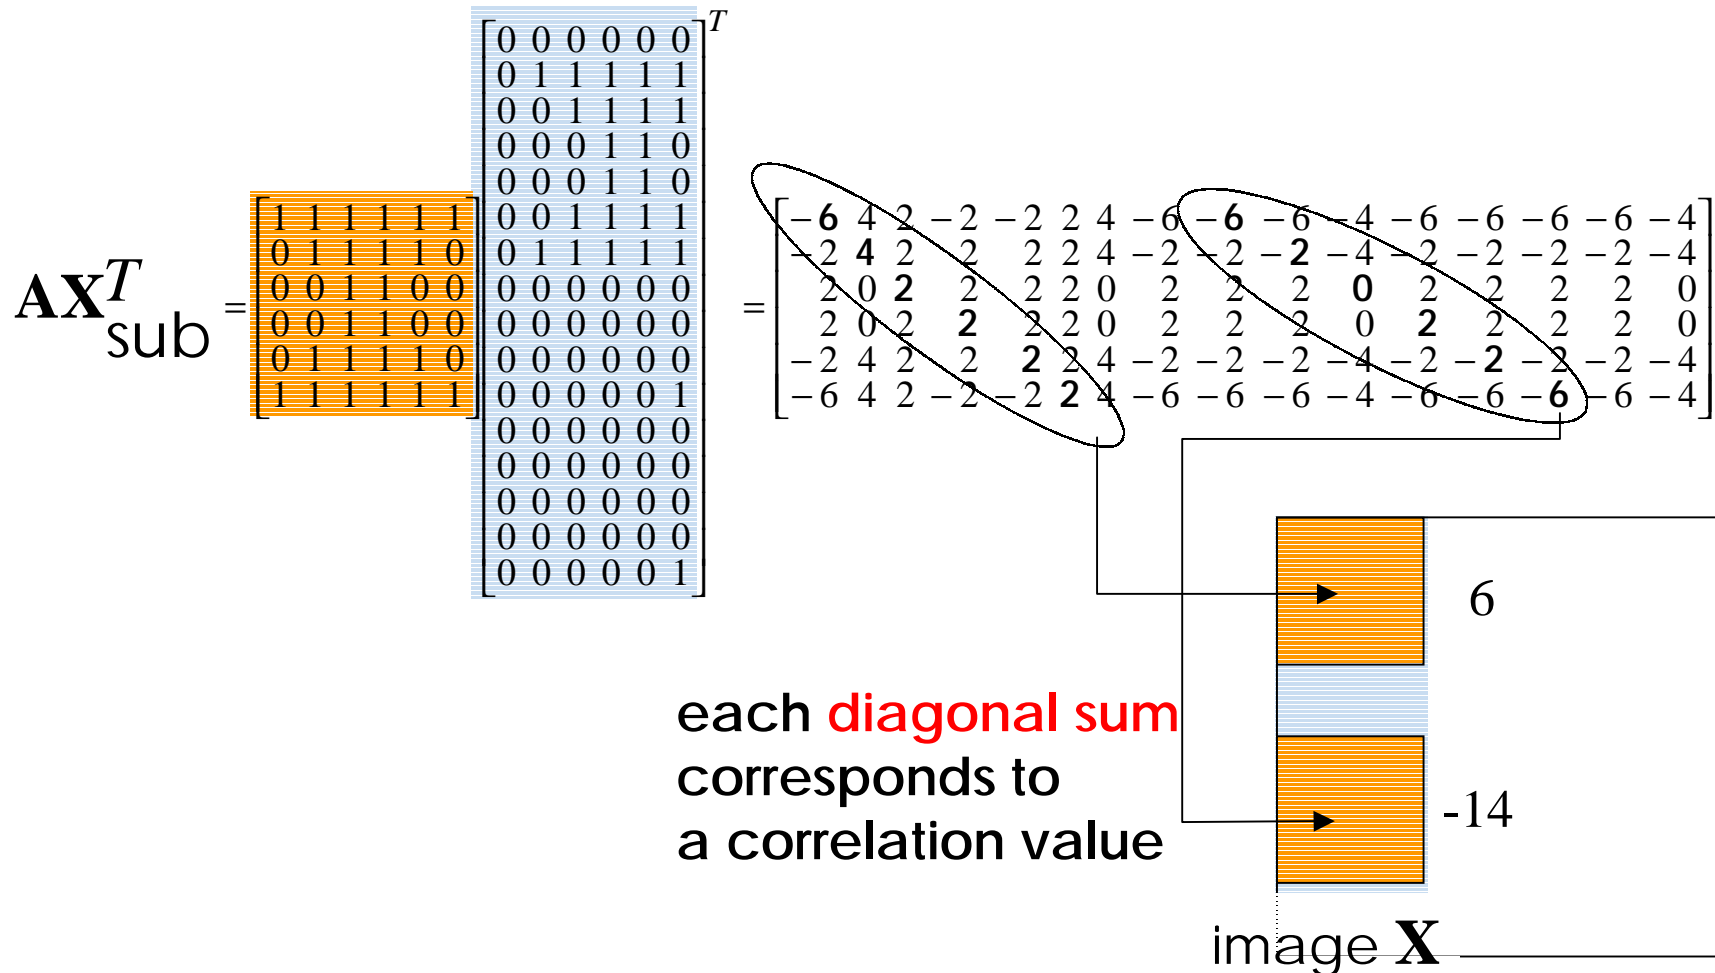 AX^T_sub =
[1 1 1 1 1 1]
[0 1 1 1 1 0]
[0 0 1 1 0 0]
[0 0 1 1 0 0]
[0 1 1 1 1 0]
[1 1 1 1 1 1]
[0 0 0 0 0 0]^T
[0 1 1 1 1 1]
[0 0 1 1 1 1]
[0 0 0 1 1 0]
[0 0 0 1 1 0]
[0 0 1 1 1 1]
[0 1 1 1 1 1]
[0 0 0 0 0 0]
[0 0 0 0 0 0]
[0 0 0 0 0 0]
[0 0 0 0 0 1]
[0 0 0 0 0 0]
[0 0 0 0 0 0]
[0 0 0 0 0 0]
[0 0 0 0 0 0]
[0 0 0 0 0 1]
=
[−6 4 2 −2 −2 2 4 −6 −6 −6 −4 −6 −6 −6 −6 −4]
[−2 4 2 2 2 2 4 −2 −2 −2 −4 −2 −2 −2 −2 −4]
[2 0 2 2 2 2 0 2 2 2 0 2 2 2 2 0]
[2 0 2 2 2 2 0 2 2 2 0 2 2 2 2 0]
[−2 4 2 2 2 2 4 −2 −2 −2 −4 −2 −2 −2 −2 −4]
[−6 4 2 −2 −2 2 4 −6 −6 −6 −4 −6 −6 −6 −6 −4]
6
each diagonal sum
corresponds to
a correlation value
-14
image X